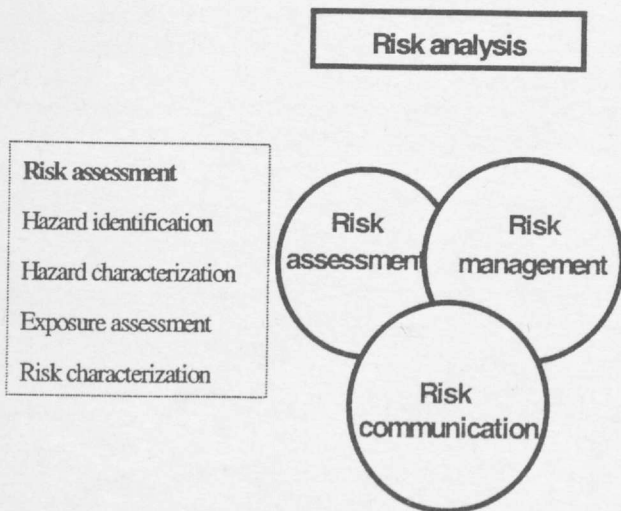 Risk analysis
Risk assessment
Hazard identification
Hazard characterization
Exposure assessment
Risk characterization
Risk
assessment
Risk
management
Risk
communication